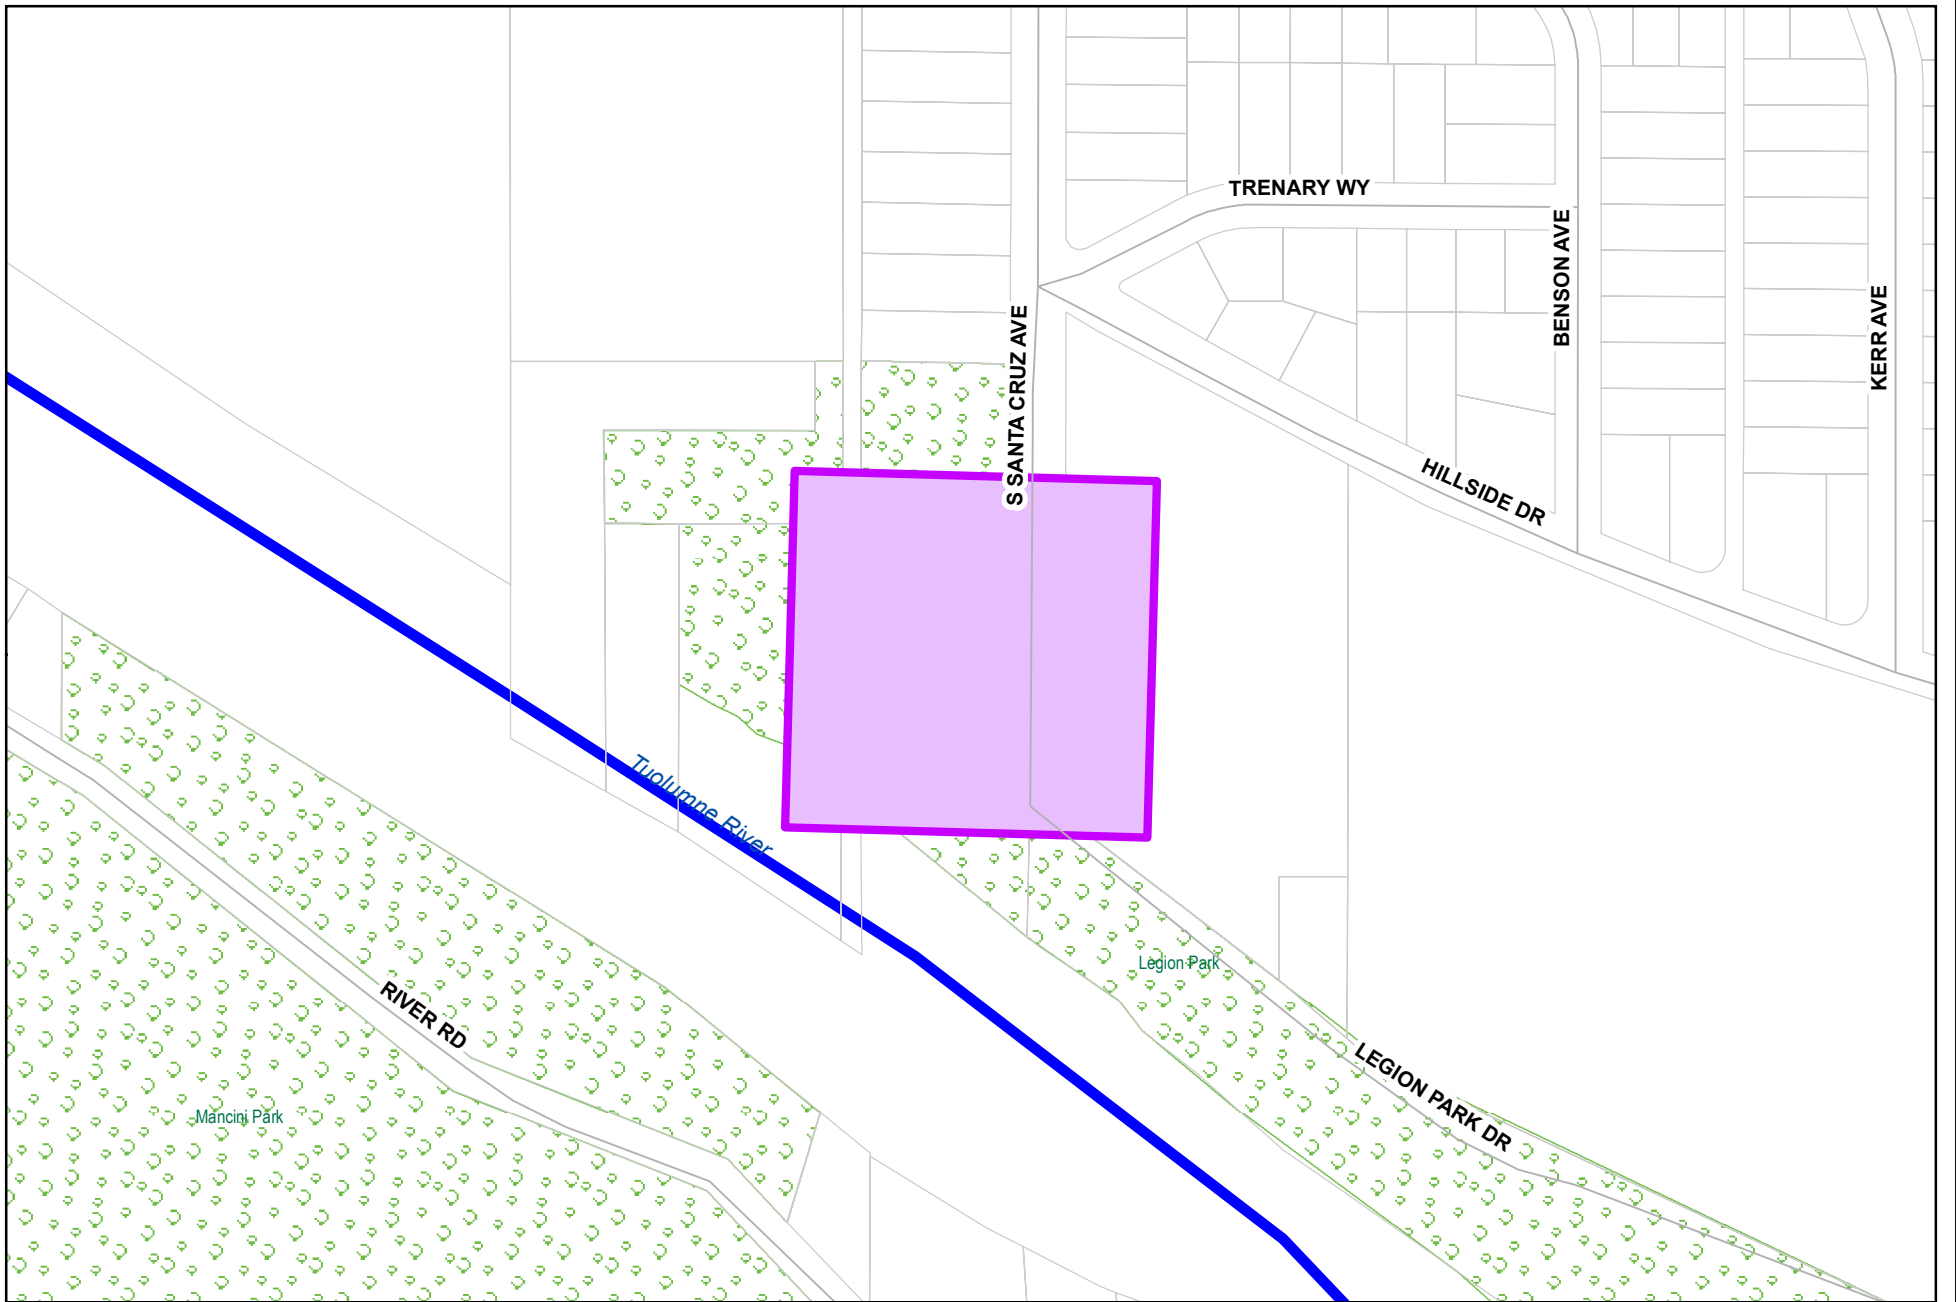 TRENARY WY
BENSON AVE
KERR AVE
S SANTA CRUZ AVE
HILLSIDE DR
Tuolumne River
Legion Park
RIVER RD
LEGION PARK DR
Mancini Park